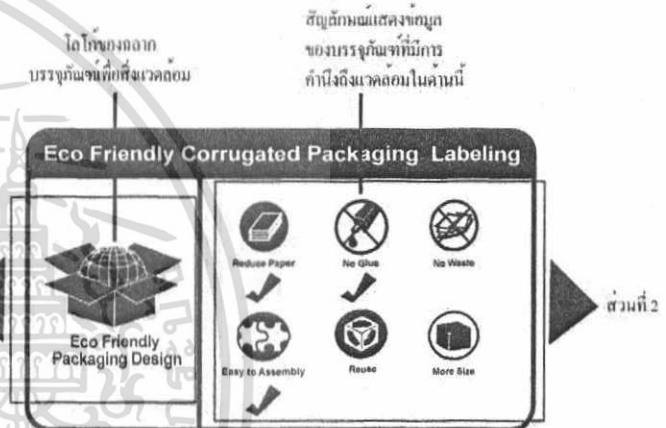 โลโก้ของฉลาก
บรรจุภัณฑ์เพื่อสิ่งแวดล้อม
สัญลักษณ์แสดงข้อมูล
ของบรรจุภัณฑ์ที่มีการ
คำนึงถึงแวดล้อมในด้านนี้
Eco Friendly Corrugated Packaging Labeling
Eco Friendly
Packaging Design
Reduce Paper
No Glue
No Waste
Easy to Assembly
Reuse
More Size
ส่วนที่ 2